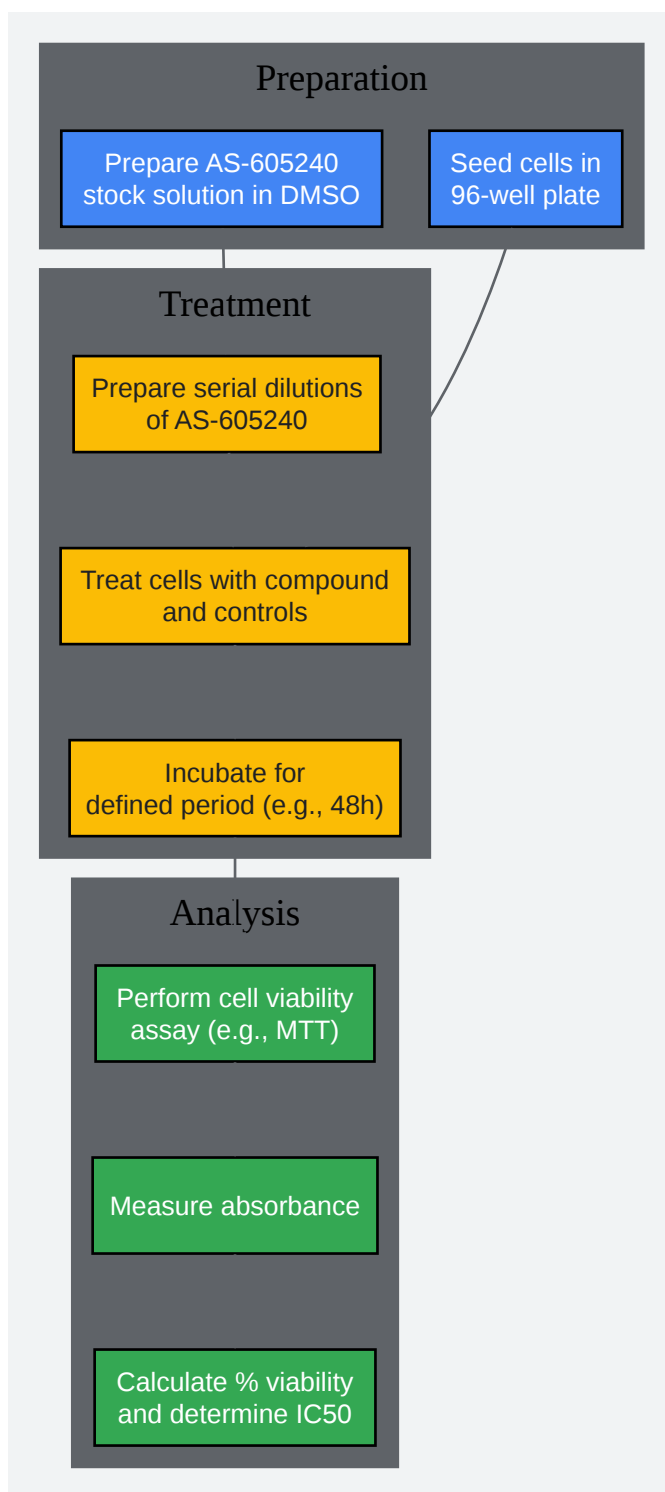 Preparation
Prepare AS-605240
stock solution in DMSO
Seed cells in
96-well plate
Treatment
Prepare serial dilutions
of AS-605240
Treat cells with compound
and controls
Incubate for
defined period (e.g., 48h)
Analysis
Perform cell viability
assay (e.g., MTT)
Measure absorbance
Calculate % viability
and determine IC50